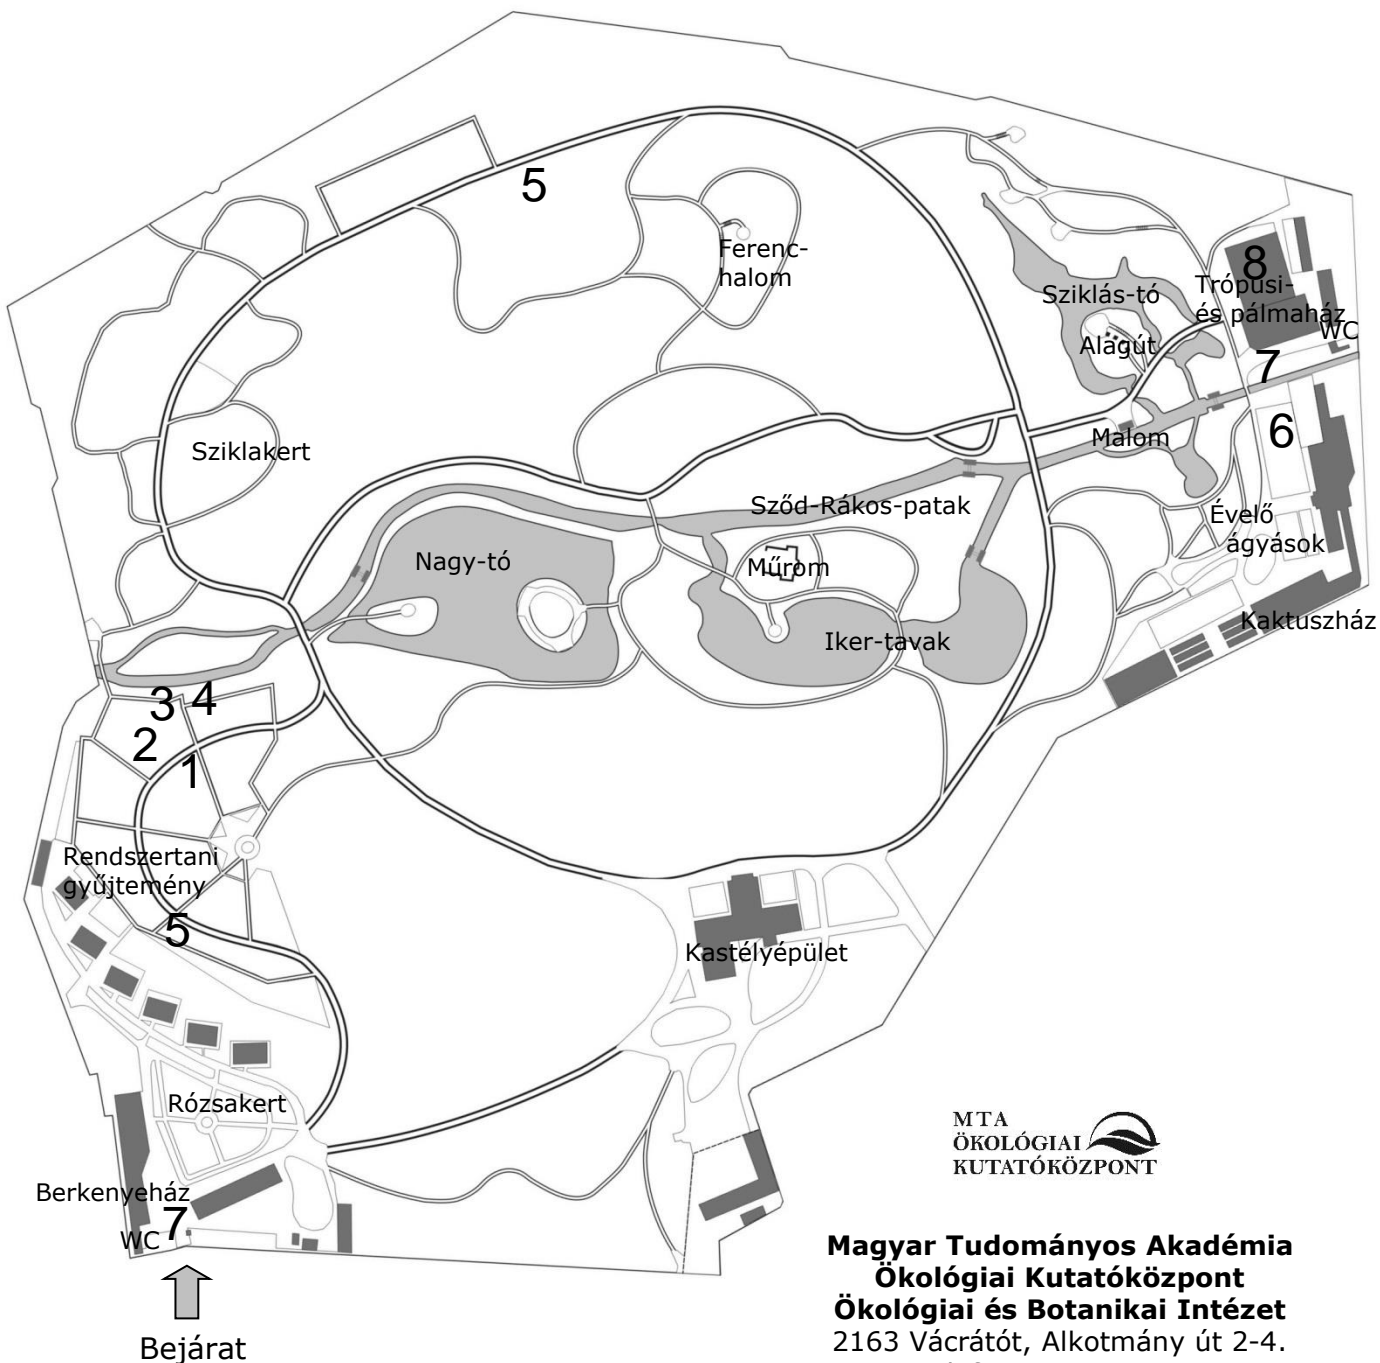 5
Ferenc-
halom
8
Sziklás-tó
Trópusi-
és pálmaház
WC
Alagút
7
6
Malom
Sziklakert
Sződ-Rákos-patak
Évelő
ágyások
Nagy-tó
Műrom
Iker-tavak
Kaktuszház
3
4
2
1
Rendszertani
gyűjtemény
5
Kastélyépület
Rózsakert
Berkenyeház
7
WC
Bejárat
MTA
ÖKOLÓGIAI
KUTATÓKÖZPONT
Magyar Tudományos Akadémia
Ökológiai Kutatóközpont
Ökológiai és Botanikai Intézet
2163 Vácrátót, Alkotmány út 2-4.